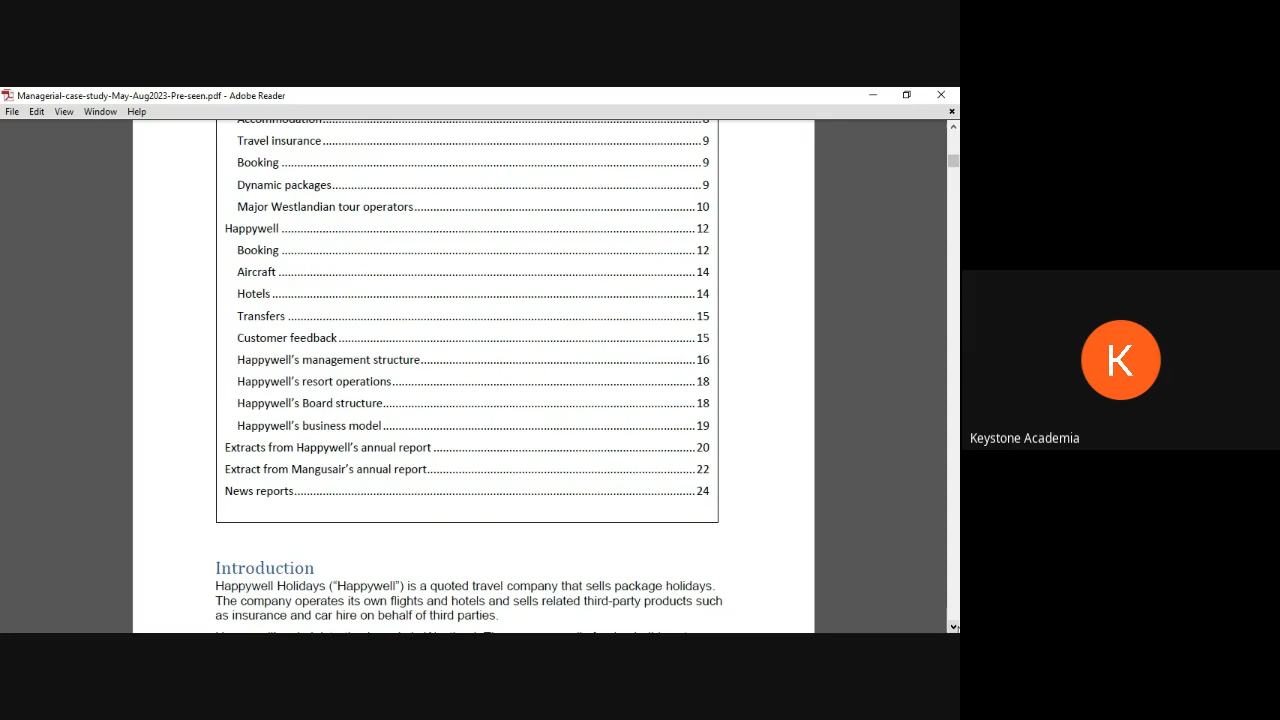 Managerial-case-study-May-Aug2023-Pre-seen.pdf - Adobe Reader
File Edit View Window Help
Accommodation 8
Travel insurance 9
Booking 9
Dynamic packages 9
Major Westlandian tour operators 10
Happywell 12
Booking 12
Aircraft 14
Hotels 14
Transfers 15
Customer feedback 15
Happywell's management structure 16
Happywell's resort operations 18
Happywell's Board structure 18
Happywell's business model 19
Extracts from Happywell's annual report 20
Extract from Mangusair's annual report 22
News reports 24
Introduction
Happywell Holidays (“Happywell”) is a quoted travel company that sells package holidays.
The company operates its own flights and hotels and sells related third-party products such
as insurance and car hire on behalf of third parties.
K
Keystone Academia